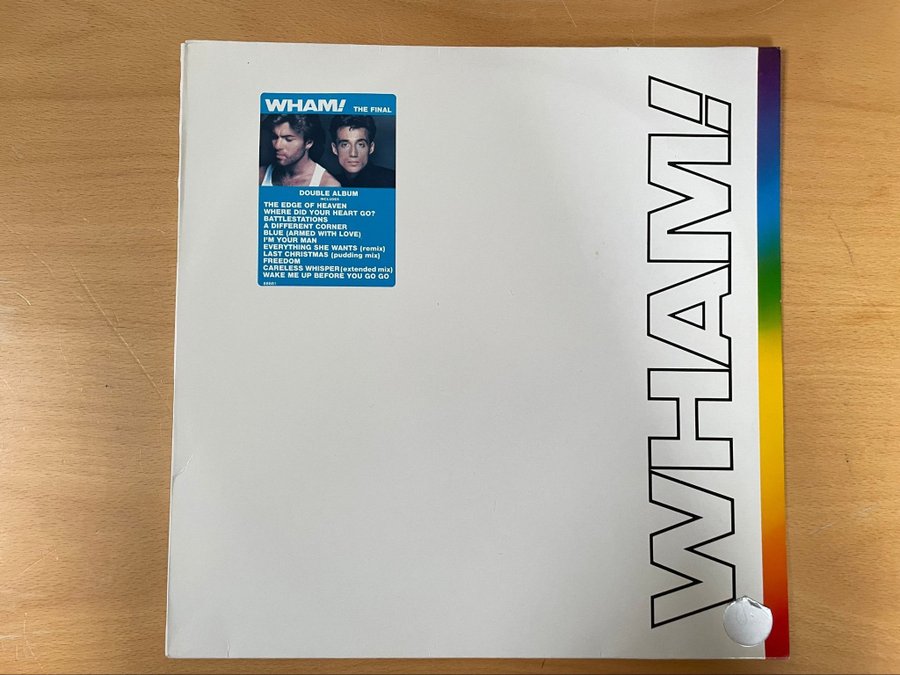 WHAM!
THE FINAL
DOUBLE ALBUM
INCLUDES
THE EDGE OF HEAVEN
WHERE DID YOUR HEART GO?
BATTLESTATIONS
A DIFFERENT CORNER
BLUE (ARMED WITH LOVE)
I'M YOUR MAN
EVERYTHING SHE WANTS (remix)
LAST CHRISTMAS (pudding mix)
FREEDOM
CARELESS WHISPER (extended mix)
WAKE ME UP BEFORE YOU GO GO
WHAM!